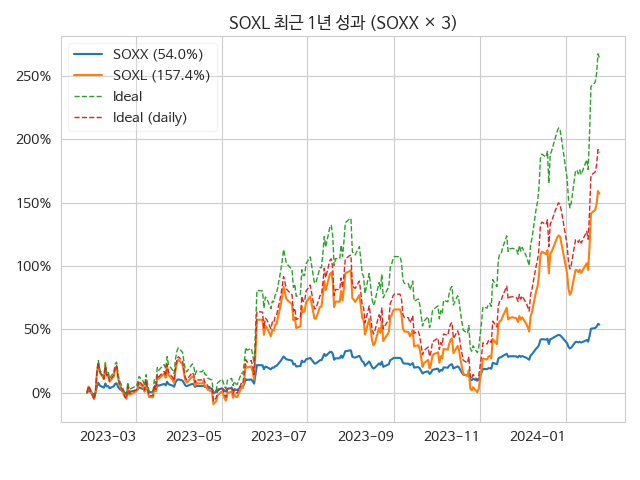 SOXL 최근 1년 성과 (SOXX × 3)
SOXX (54.0%)
SOXL (157.4%)
Ideal
Ideal (daily)
250%
200%
150%
100%
50%
0%
2023-03
2023-05
2023-07
2023-09
2023-11
2024-01